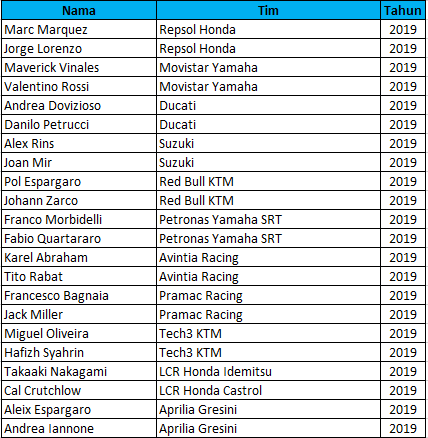 Nama Tim Tahun
Marc Marquez Repsol Honda 2019
Jorge Lorenzo Repsol Honda 2019
Maverick Vinales Movistar Yamaha 2019
Valentino Rossi Movistar Yamaha 2019
Andrea Dovizioso Ducati 2019
Danilo Petrucci Ducati 2019
Alex Rins Suzuki 2019
Joan Mir Suzuki 2019
Pol Espargaro Red Bull KTM 2019
Johann Zarco Red Bull KTM 2019
Franco Morbidelli Petronas Yamaha SRT 2019
Fabio Quartararo Petronas Yamaha SRT 2019
Karel Abraham Avintia Racing 2019
Tito Rabat Avintia Racing 2019
Francesco Bagnaia Pramac Racing 2019
Jack Miller Pramac Racing 2019
Miguel Oliveira Tech3 KTM 2019
Hafizh Syahrin Tech3 KTM 2019
Takaaki Nakagami LCR Honda Idemitsu 2019
Cal Crutchlow LCR Honda Castrol 2019
Aleix Espargaro Aprilia Gresini 2019
Andrea Iannone Aprilia Gresini 2019